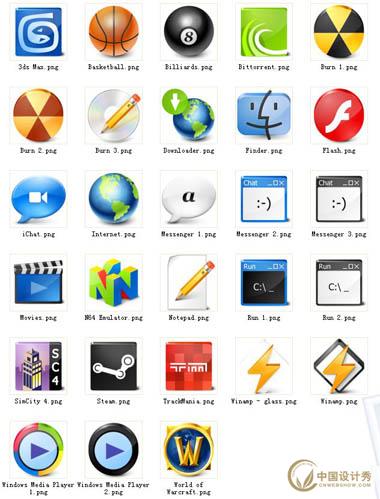 3ds Max.png
Basketball.png
Billiards.png
Bittorrent.png
Burn 1.png
8
Burn 2.png
Burn 3.png
Downloader.png
Finder.png
Flash.png
iChat.png
Internet.png
Messenger 1.png
Messenger 2.png
Messenger 3.png
a
Chat
:-)
Chat
:-)
Movies.png
N64 Emulator.png
Notepad.png
Run 1.png
Run 2.png
Run
C:\_
Run
C:\_
SimCity 4.png
Steam.png
TrackMania.png
Winamp - glass.png
Winamp.png
SC4
TM
Windows Media Player 1.png
Windows Media Player 2.png
World of Warcraft.png
W
中国设计秀
CNWEBSHOW.COM